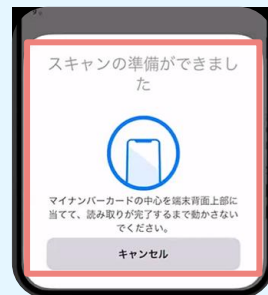 スキャンの準備ができまし
た
マイナンバーカードの中心を端末背面上部に
当てて、読み取りが完了するまで動かさない
でください。
キャンセル